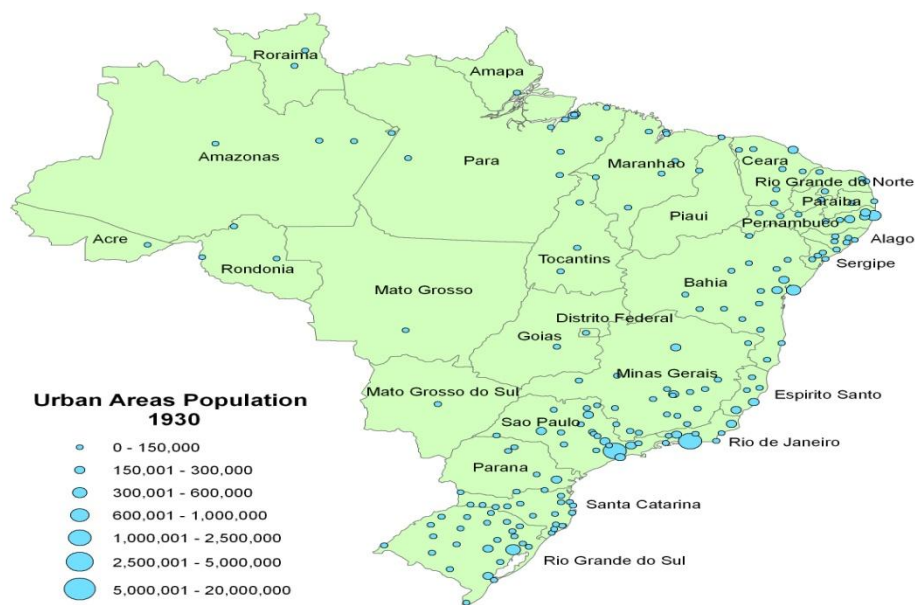 Roraima
Amapa
Amazonas
Para
Maranhao
Ceara
Rio Grande do Norte
Paraiba
Piaui
Pernambuco
Acre
Alago
Rondonia
Tocantins
Sergipe
Bahia
Mato Grosso
Distrito Federal
Goias
Minas Gerais
Mato Grosso do Sul
Espirito Santo
Sao Paulo
Rio de Janeiro
Parana
Santa Catarina
Rio Grande do Sul
Urban Areas Population
1930
0 - 150,000
150,001 - 300,000
300,001 - 600,000
600,001 - 1,000,000
1,000,001 - 2,500,000
2,500,001 - 5,000,000
5,000,001 - 20,000,000